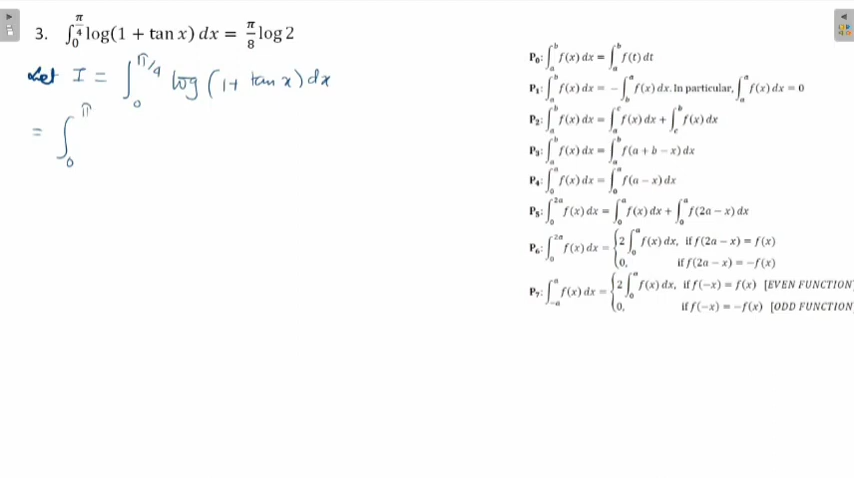 3. ∫₀^(π/4) log(1 + tan x) dx = π/8 log 2
Let I = ∫₀^(π/4) log (1+ tan x) dx
= ∫₀^π
P₀: ∫ₐᵇ f(x) dx = ∫ₐᵇ f(t) dt
P₁: ∫ₐᵇ f(x) dx = − ∫_b^a f(x) dx. In particular, ∫ₐᵃ f(x) dx = 0
P₂: ∫ₐᵇ f(x) dx = ∫ₐᶜ f(x) dx + ∫_c^b f(x) dx
P₃: ∫ₐᵇ f(x) dx = ∫ₐᵇ f(a + b − x) dx
P₄: ∫₀ᵃ f(x) dx = ∫₀ᵃ f(a − x) dx
P₅: ∫₀²ᵃ f(x) dx = ∫₀ᵃ f(x) dx + ∫₀ᵃ f(2a − x) dx
P₆: ∫₀²ᵃ f(x) dx = {2 ∫₀ᵃ f(x) dx, if f(2a − x) = f(x)
0, if f(2a − x) = −f(x)
P₇: ∫₋ₐᵃ f(x) dx = {2 ∫₀ᵃ f(x) dx, if f(−x) = f(x) [EVEN FUNCTION
0, if f(−x) = −f(x) [ODD FUNCTION